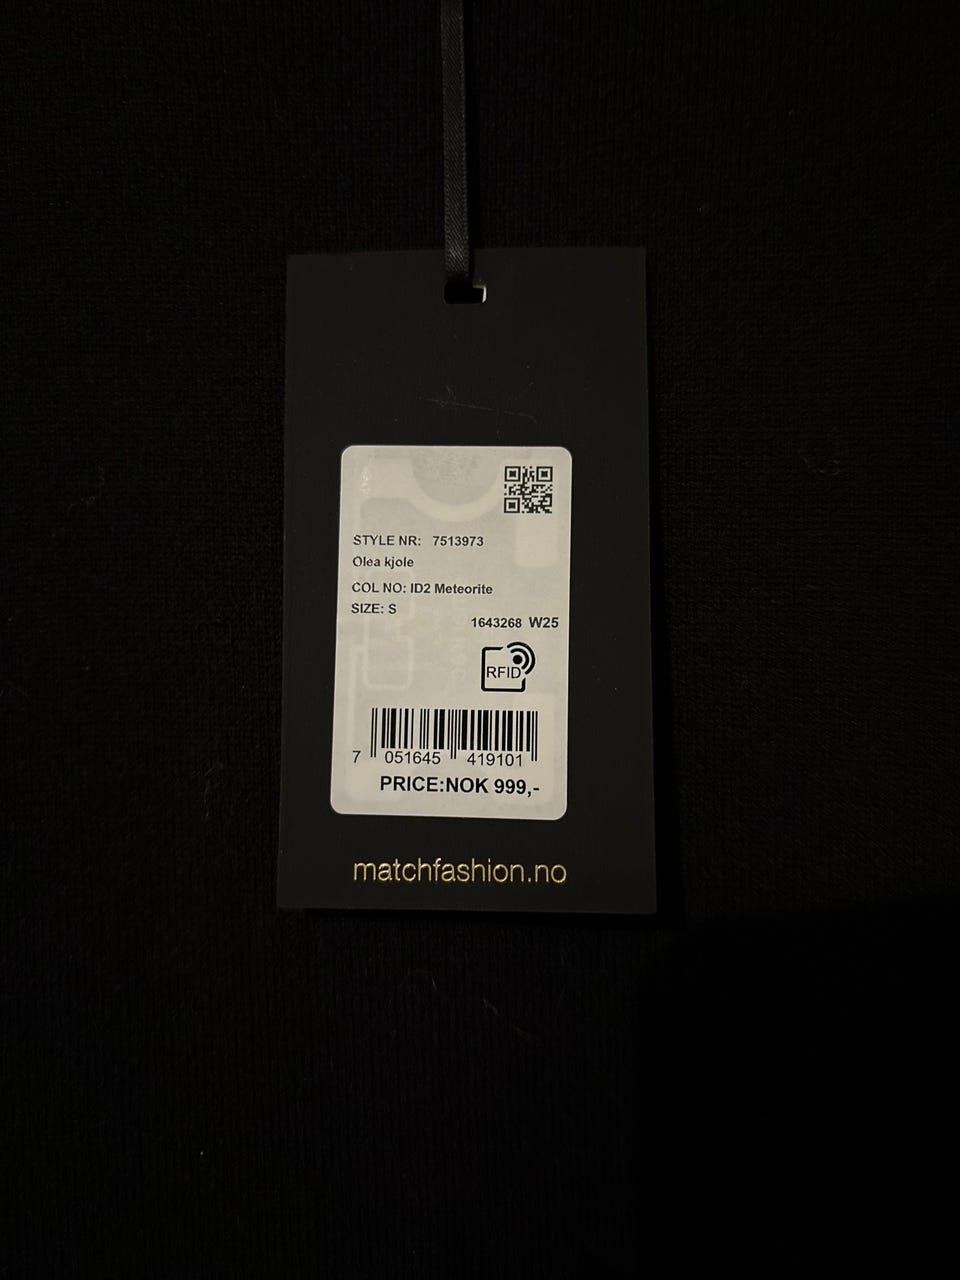 STYLE NR: 7513973
Olea kjole
COL NO: ID2 Meteorite
SIZE: S
1643268 W25
RFID
7 051645 419101
PRICE:NOK 999,-
matchfashion.no